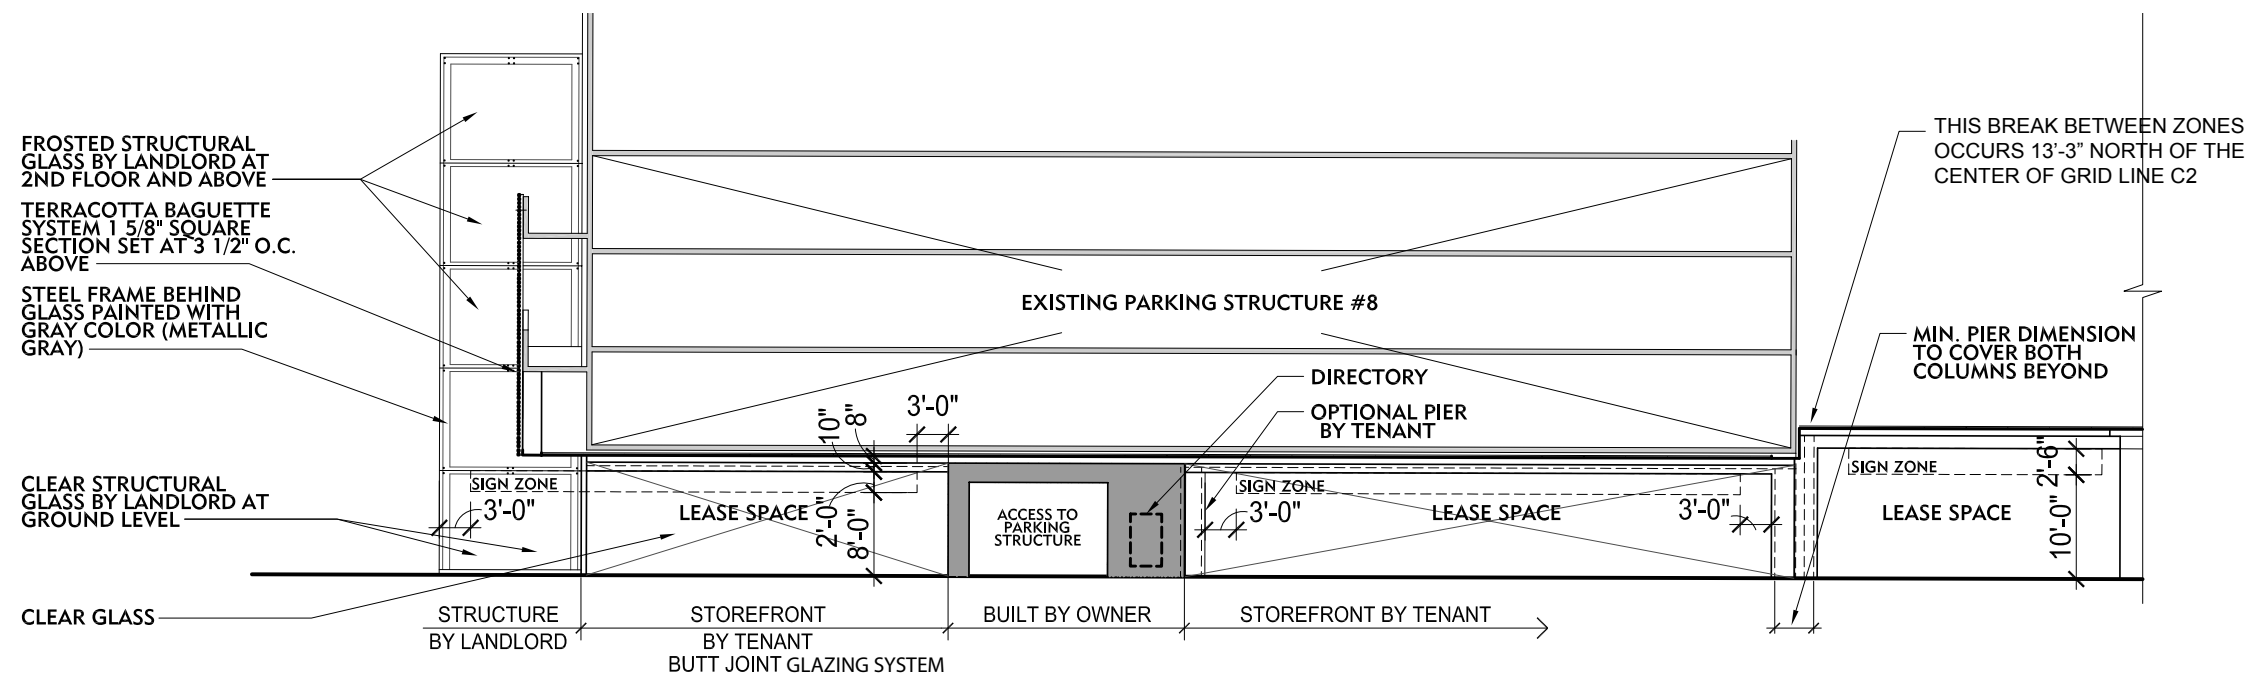 FROSTED STRUCTURAL
GLASS BY LANDLORD AT
2ND FLOOR AND ABOVE
TERRACOTTA BAGUETTE
SYSTEM 1 5/8" SQUARE
SECTION SET AT 3 1/2" O.C.
ABOVE
STEEL FRAME BEHIND
GLASS PAINTED WITH
GRAY COLOR (METALLIC
GRAY)
CLEAR STRUCTURAL
GLASS BY LANDLORD AT
GROUND LEVEL
CLEAR GLASS
THIS BREAK BETWEEN ZONES
OCCURS 13'-3” NORTH OF THE
CENTER OF GRID LINE C2
EXISTING PARKING STRUCTURE #8
MIN. PIER DIMENSION
TO COVER BOTH
COLUMNS BEYOND
DIRECTORY
OPTIONAL PIER
BY TENANT
10"
8"
3'-0"
SIGN ZONE
3'-0"
LEASE SPACE
2'-0"
8'-0"
ACCESS TO
PARKING
STRUCTURE
SIGN ZONE
3'-0"
LEASE SPACE
3'-0"
SIGN ZONE
2'-6"
LEASE SPACE
10'-0"
STRUCTURE
BY LANDLORD
STOREFRONT
BY TENANT
BUTT JOINT GLAZING SYSTEM
BUILT BY OWNER
STOREFRONT BY TENANT